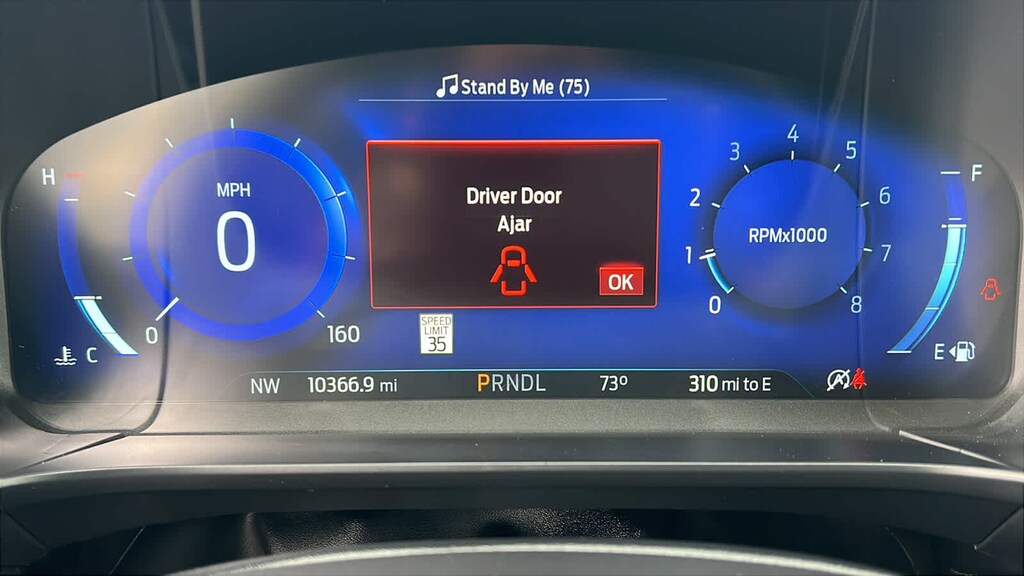 Stand By Me (75)
H
MPH
0
0
160
C
Driver Door
Ajar
OK
SPEED
LIMIT
35
0
1
2
3
4
5
6
7
8
RPMx1000
F
E
NW 10366.9 mi PRNDL 73° 310 mi to E